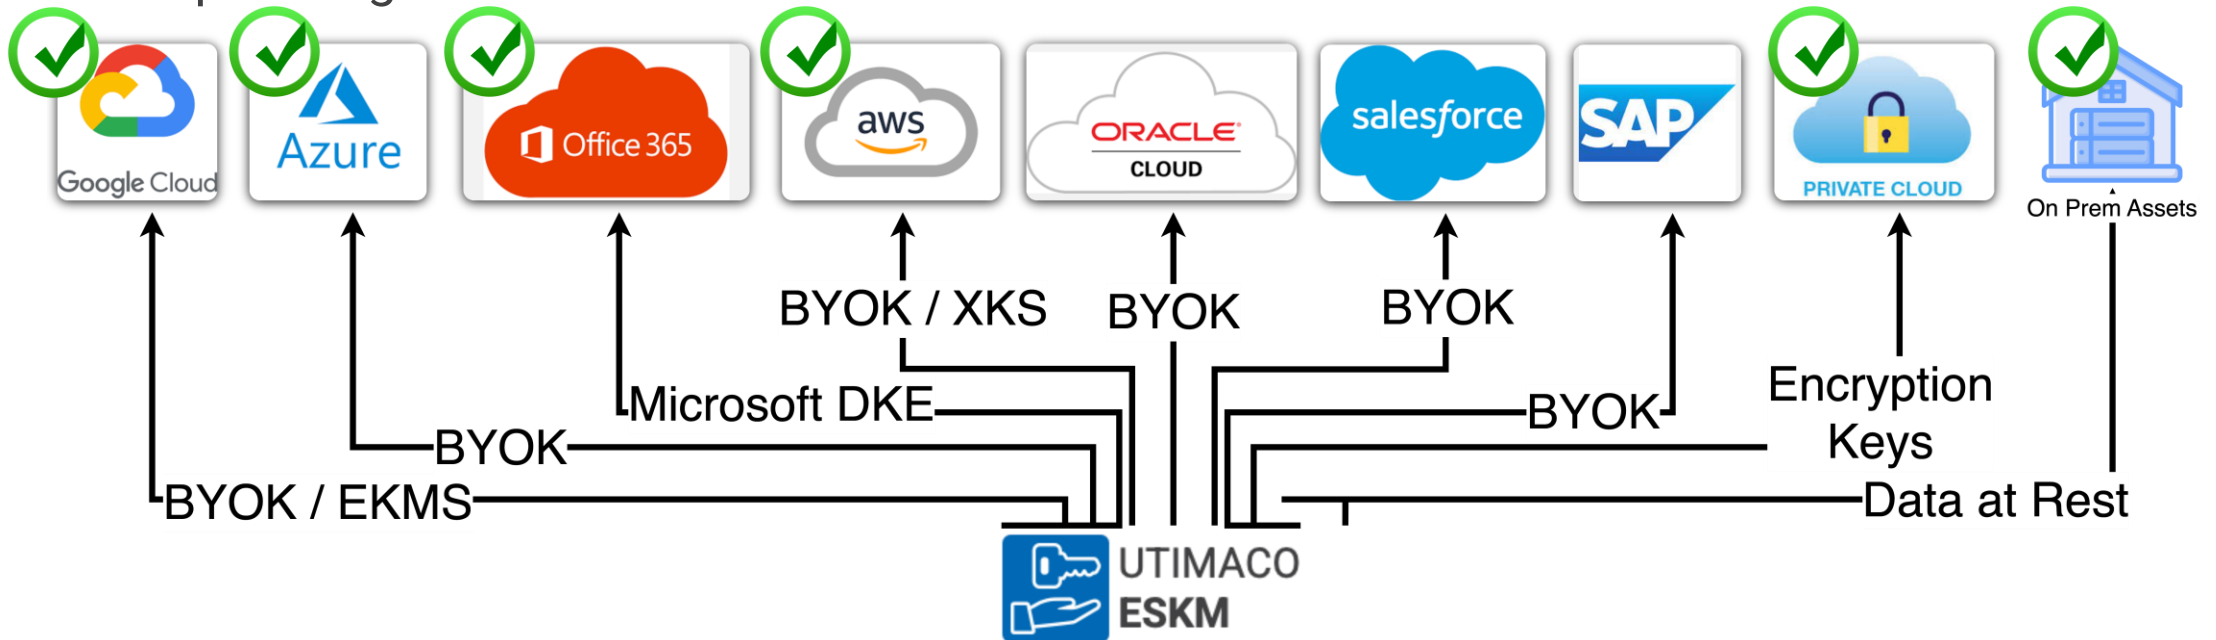 Google Cloud
Azure
Office 365
aws
ORACLE
CLOUD
salesforce
SAP
PRIVATE CLOUD
On Prem Assets
BYOK / XKS
BYOK
BYOK
Microsoft DKE
BYOK
Encryption
Keys
BYOK
BYOK / EKMS
Data at Rest
UTIMACO
ESKM